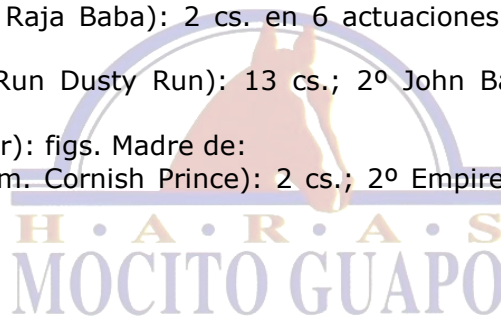 Raja Baba): 2 cs. en 6 actuaciones
Run Dusty Run): 13 cs.; 2º John Ba
r): figs. Madre de:
m. Cornish Prince): 2 cs.; 2º Empire
H • A • R • A • S
MOCITO GUAPO